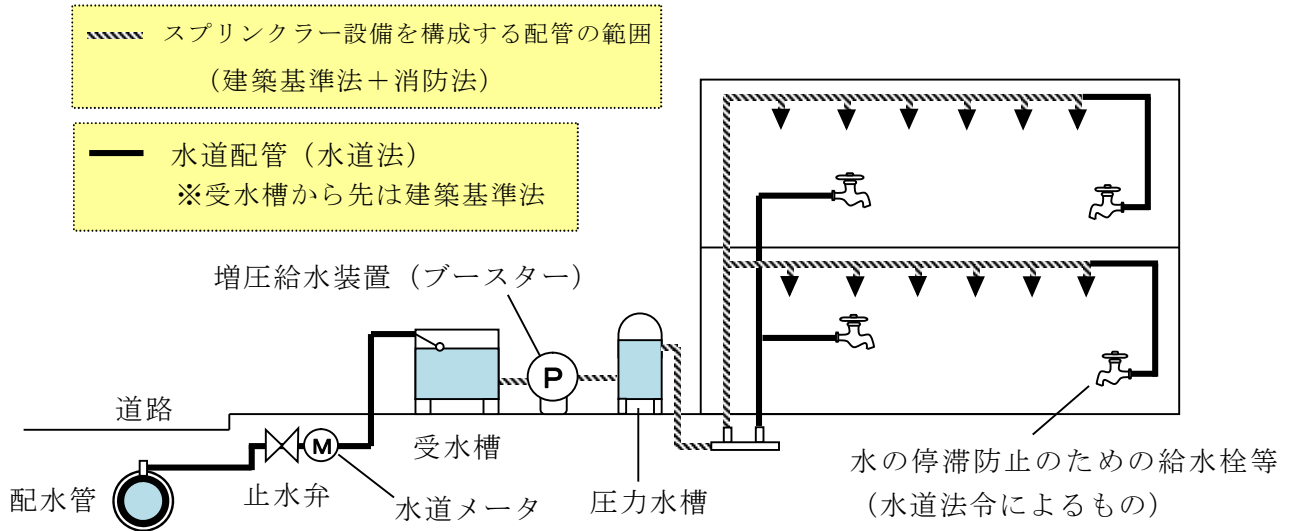 スプリンクラー設備を構成する配管の範囲
（建築基準法＋消防法）
水道配管（水道法）
※受水槽から先は建築基準法
増圧給水装置（ブースター）
P
道路
M
受水槽
配水管
止水弁
水道メータ
圧力水槽
水の停滞防止のための給水栓等
（水道法令によるもの）